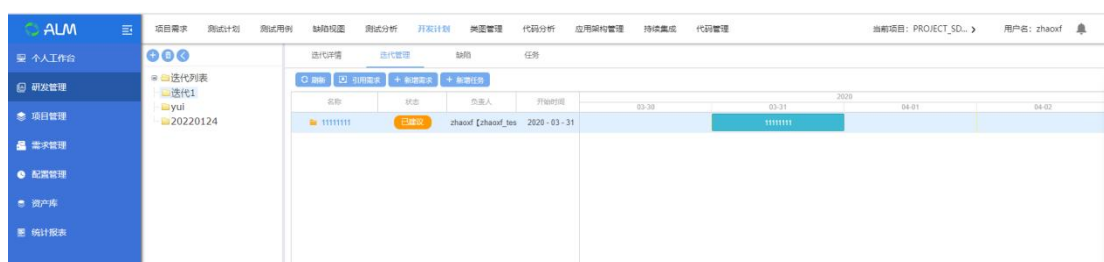 ALM
项目需求 测试计划 测试用例 缺陷视图 测试分析 开发计划 类图管理 代码分析 应用架构管理 持续集成 代码管理
当前项目：PROJECT_SD...
用户名：zhaoxf
个人工作台
研发管理
项目管理
需求管理
配置管理
资产库
统计报表
迭代列表
迭代1
yui
20220124
迭代详情 迭代管理 缺陷 任务
刷新 引用需求 + 新增需求 + 新增任务
名称 状态 负责人 开始时间
2020
03-30 03-31 04-01 04-02
11111111 已建议 zhaoxf【zhaoxf_tes 2020 - 03 - 31
11111111